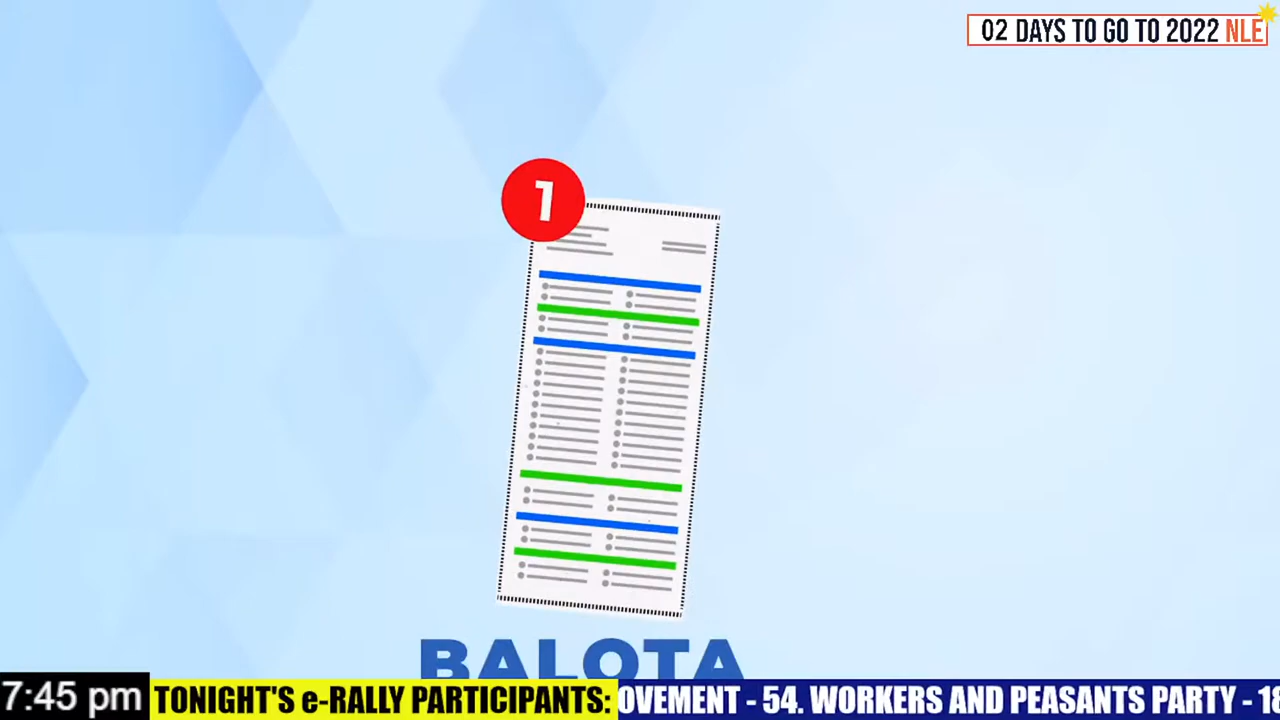 02 DAYS TO GO TO 2022 NLE
1
BALOTA
7:45 pm
TONIGHT'S e-RALLY PARTICIPANTS:
OVEMENT - 54. WORKERS AND PEASANTS PARTY - 18